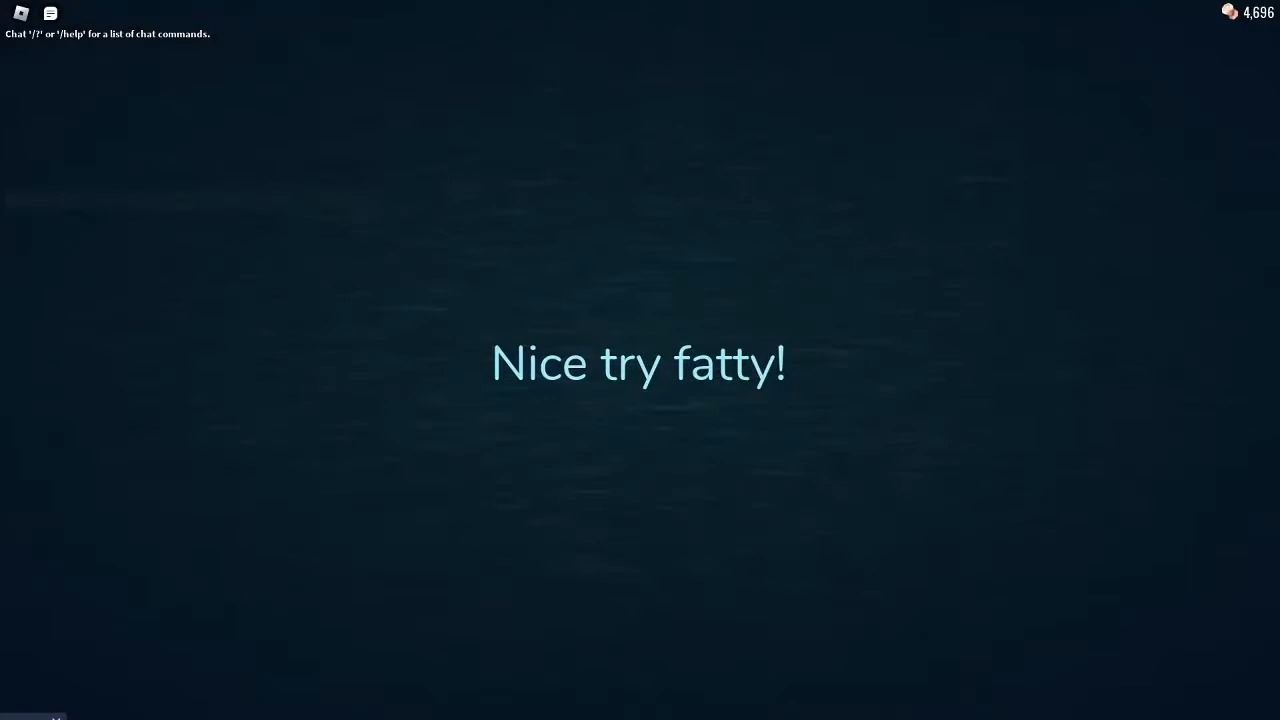 4,696
Chat '/?' or '/help' for a list of chat commands.
Nice try fatty!